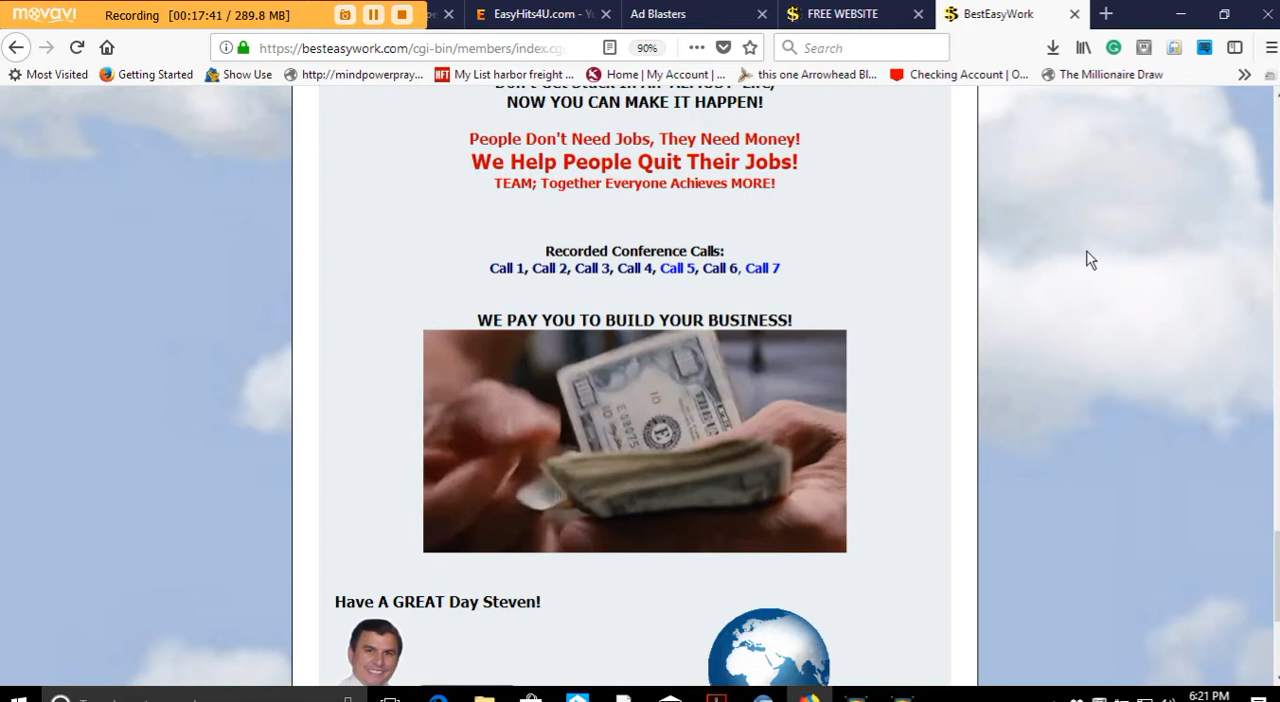 movavi
Recording [00:17:41 / 289.8 MB]
EasyHits4U.com -
Ad Blasters
FREE WEBSITE
BestEasyWork
https://besteasywork.com/cgi-bin/members/index.cg
90%
Search
Most Visited
Getting Started
Show Use
http://mindpowerpray...
My List harbor freight ...
Home | My Account | ...
this one Arrowhead Bl...
Checking Account | O...
The Millionaire Draw
NOW YOU CAN MAKE IT HAPPEN!
People Don't Need Jobs, They Need Money!
We Help People Quit Their Jobs!
TEAM; Together Everyone Achieves MORE!
Recorded Conference Calls:
Call 1, Call 2, Call 3, Call 4, Call 5, Call 6, Call 7
WE PAY YOU TO BUILD YOUR BUSINESS!
Have A GREAT Day Steven!
6:21 PM